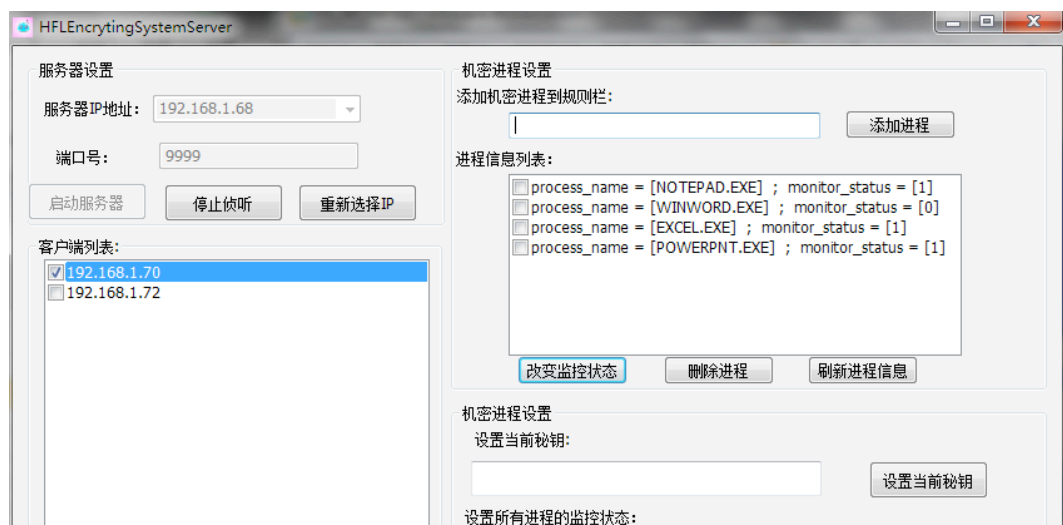 HFLEncrytingSystemServer
服务器设置
服务器IP地址：
192.168.1.68
端口号：
9999
启动服务器
停止侦听
重新选择IP
客户端列表：
192.168.1.70
192.168.1.72
机密进程设置
添加机密进程到规则栏：
添加进程
进程信息列表：
process_name = [NOTEPAD.EXE] ; monitor_status = [1]
process_name = [WINWORD.EXE] ; monitor_status = [0]
process_name = [EXCEL.EXE] ; monitor_status = [1]
process_name = [POWERPNT.EXE] ; monitor_status = [1]
改变监控状态
删除进程
刷新进程信息
机密进程设置
设置当前秘钥：
设置当前秘钥
设置所有进程的监控状态：